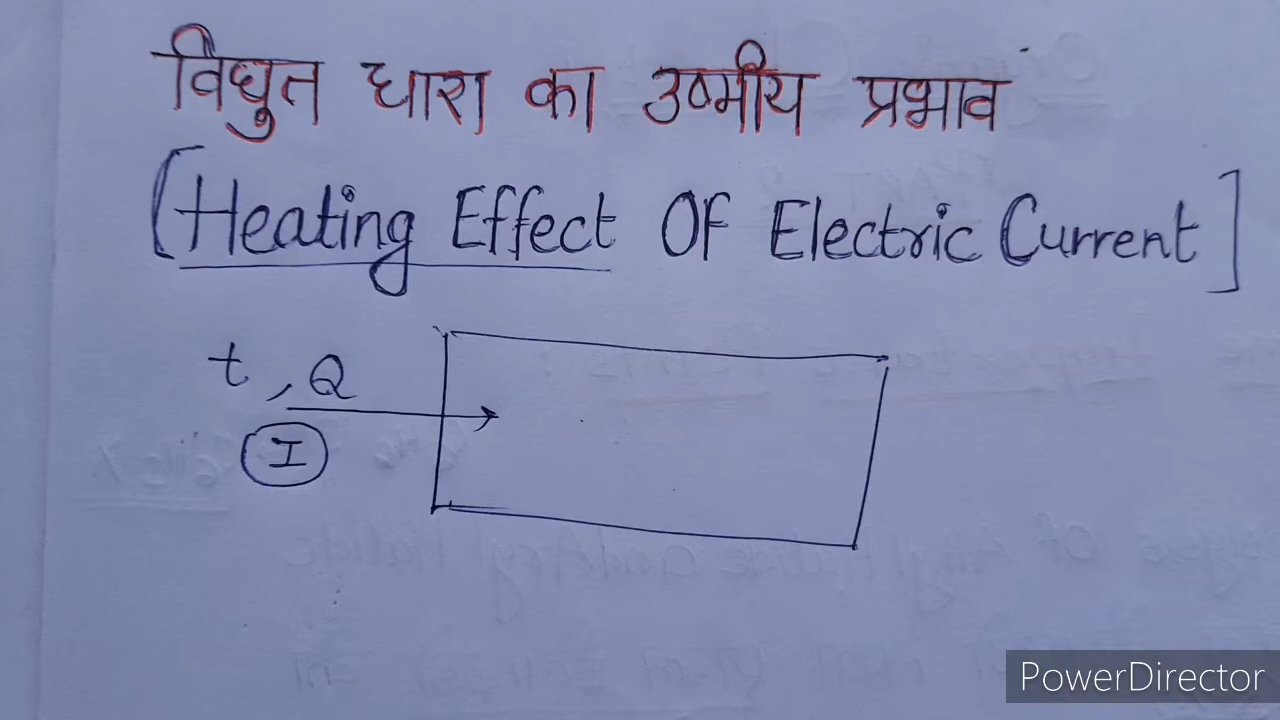 विघुत धारा का उष्मीय प्रभाव
(Heating Effect OF Electric Current]
t, Q
I
PowerDirector